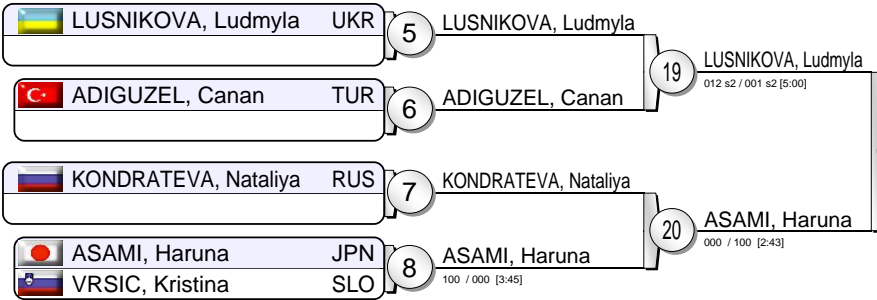 LUSNIKOVA, Ludmyla UKR
5
LUSNIKOVA, Ludmyla
19
LUSNIKOVA, Ludmyla
012 s2 / 001 s2 [5:00]
ADIGUZEL, Canan TUR
6
ADIGUZEL, Canan
KONDRATEVA, Nataliya RUS
7
KONDRATEVA, Nataliya
20
ASAMI, Haruna
000 / 100 [2:43]
ASAMI, Haruna JPN
VRSIC, Kristina SLO
8
ASAMI, Haruna
100 / 000 [3:45]